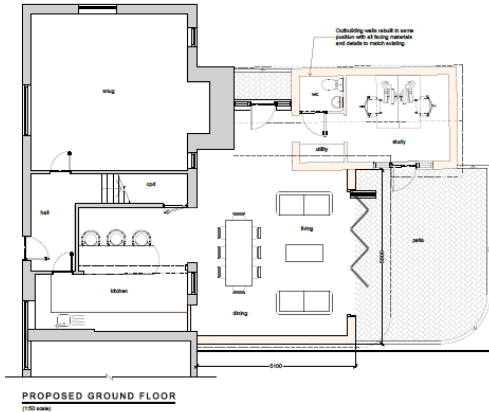 Outbuilding walls rebuilt in same
position with all facing materials
and details to match existing
snug
wc
study
utility
cpd
hall
living
patio
5000
kitchen
dining
5100
PROPOSED GROUND FLOOR
(1:50 scale)